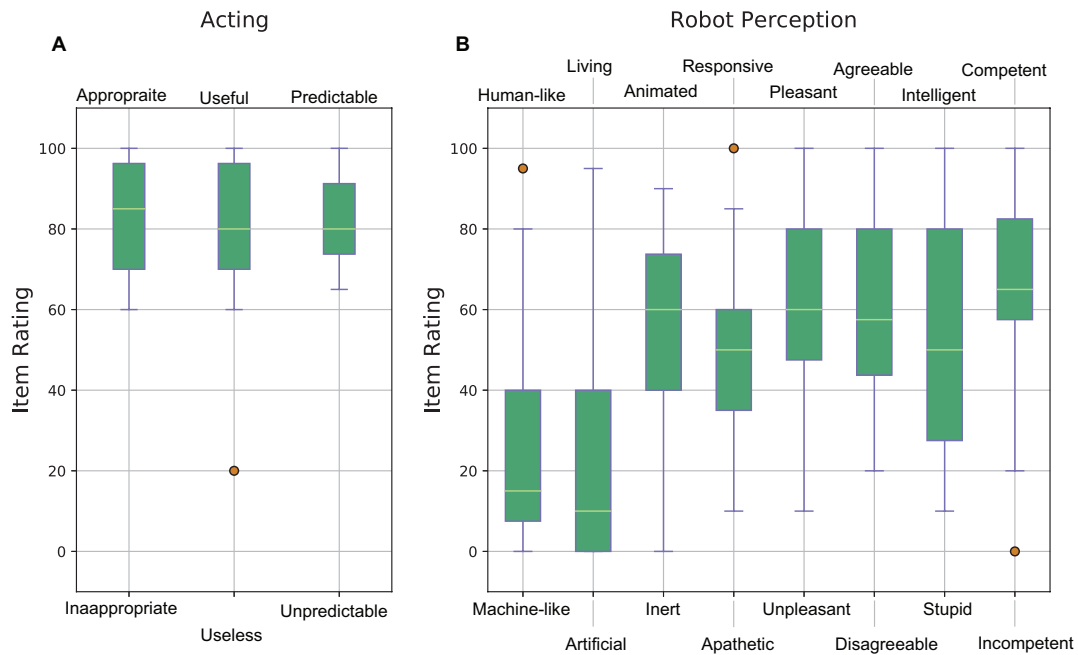 Acting
A
Appropraite Useful Predictable
100
80
60
40
20
0
Item Rating
Inaappropriate Unpredictable
Useless
Robot Perception
B
Living Responsive Agreeable Competent
Human-like Animated Pleasant Intelligent
100
80
60
40
20
0
Item Rating
Machine-like Inert Unpleasant Stupid
Artificial Apathetic Disagreeable Incompetent